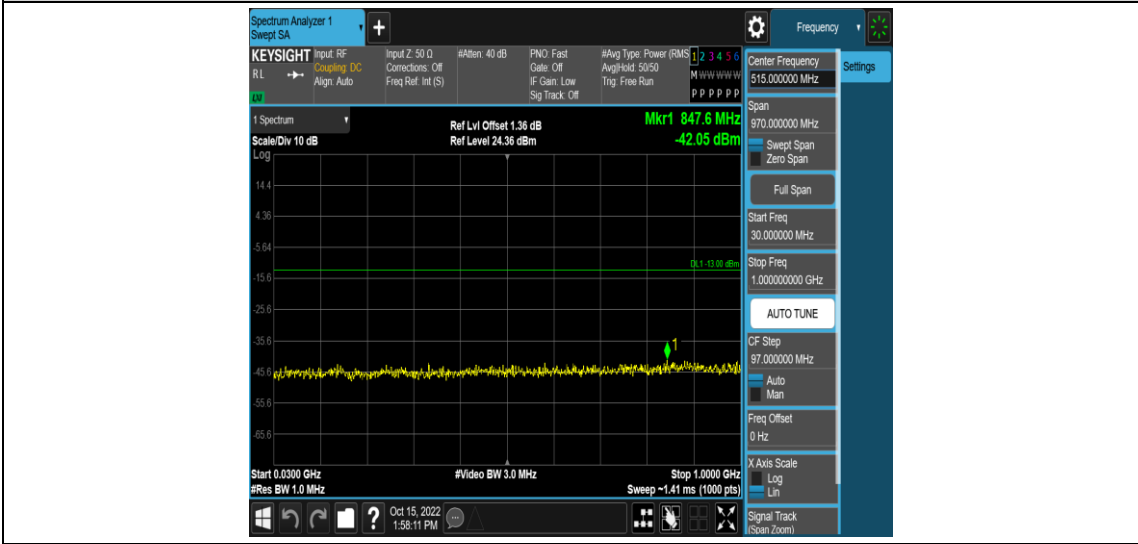 Spectrum Analyzer 1
Swept SA
+
Frequency
KEYSIGHT
RL
Input: RF
Coupling: DC
Align: Auto
Input Z: 50 Ω
Corrections: Off
Freq Ref: Int (S)
#Atten: 40 dB
PNO: Fast
Gate: Off
IF Gain: Low
Sig Track: Off
#Avg Type: Power (RMS
Avg|Hold: 50/50
Trig: Free Run
1 2 3 4 5 6
M W W W W W
P P P P P P
1 Spectrum
Scale/Div 10 dB
Log
Ref Lvl Offset 1.36 dB
Ref Level 24.36 dBm
Mkr1 847.6 MHz
-42.05 dBm
14.4
4.36
-5.64
DL1 -13.00 dBm
-15.6
-25.6
-35.6
1
-45.6
-55.6
-65.6
Start 0.0300 GHz
#Res BW 1.0 MHz
#Video BW 3.0 MHz
Stop 1.0000 GHz
Sweep ~1.41 ms (1000 pts)
?
Oct 15, 2022
1:58:11 PM
Center Frequency
515.000000 MHz
Settings
Span
970.000000 MHz
Swept Span
Zero Span
Full Span
Start Freq
30.000000 MHz
Stop Freq
1.000000000 GHz
AUTO TUNE
CF Step
97.000000 MHz
Auto
Man
Freq Offset
0 Hz
X Axis Scale
Log
Lin
Signal Track
(Span Zoom)